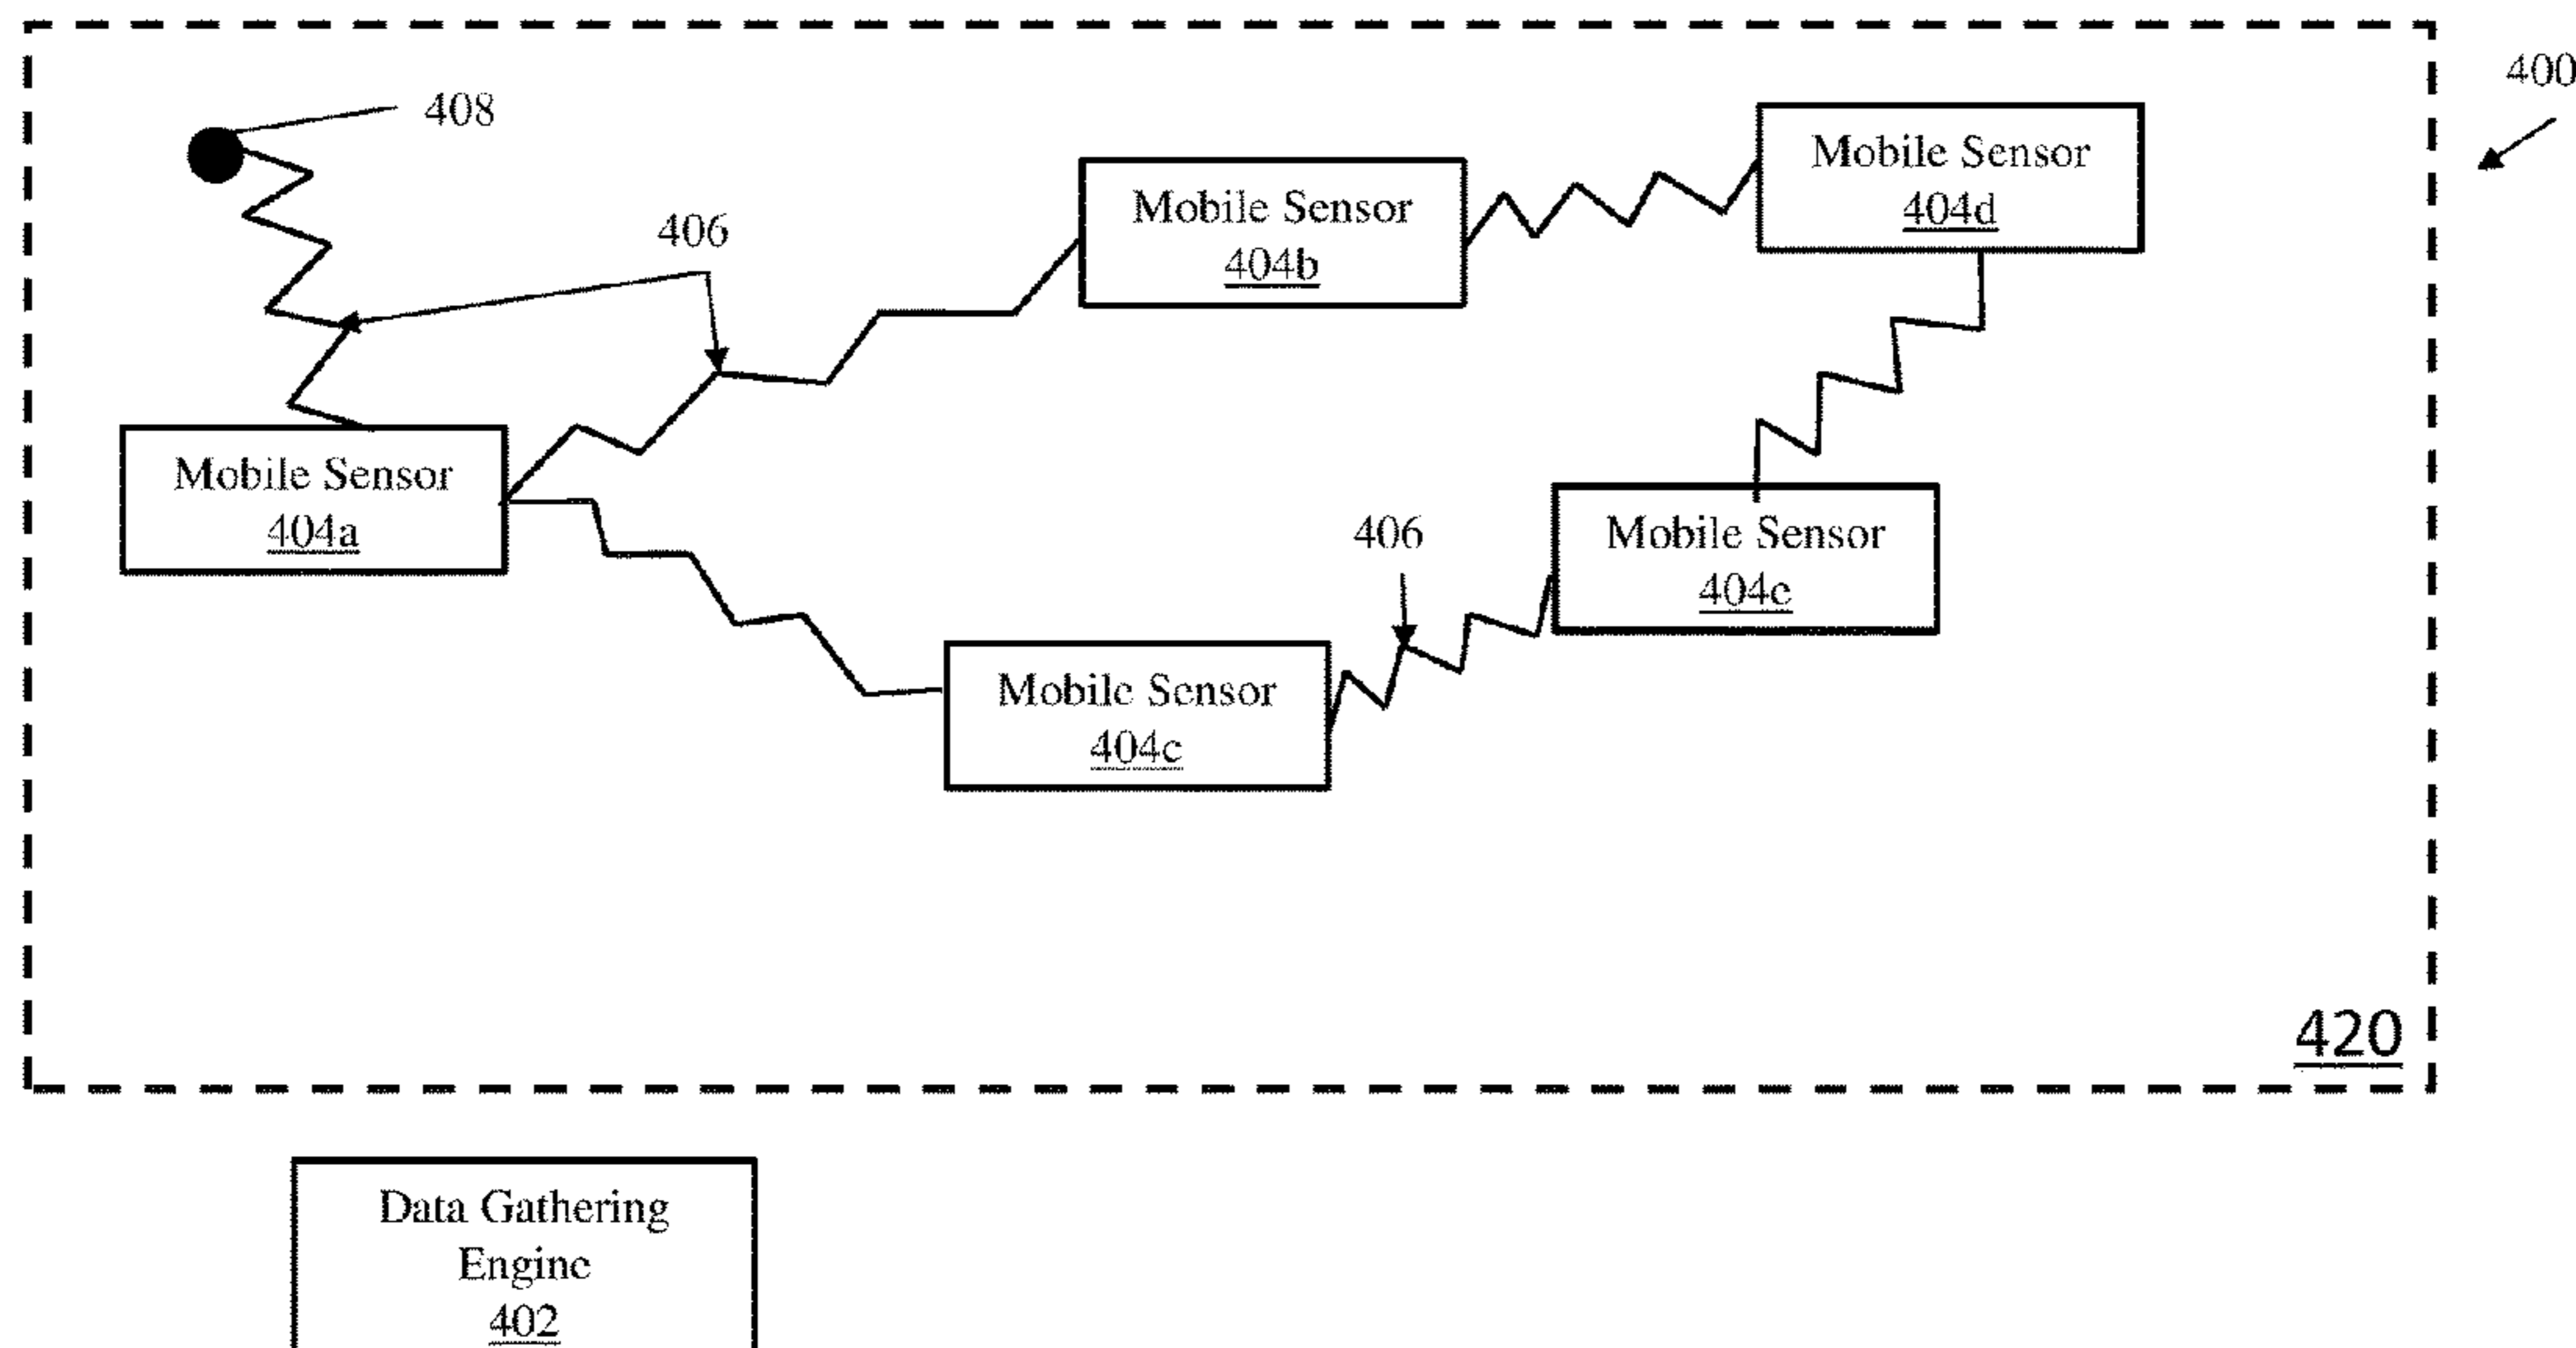 400
408
Mobile Sensor
404d
Mobile Sensor
404b
406
Mobile Sensor
404a
406
Mobile Sensor
404e
Mobile Sensor
404c
420
Data Gathering
Engine
402